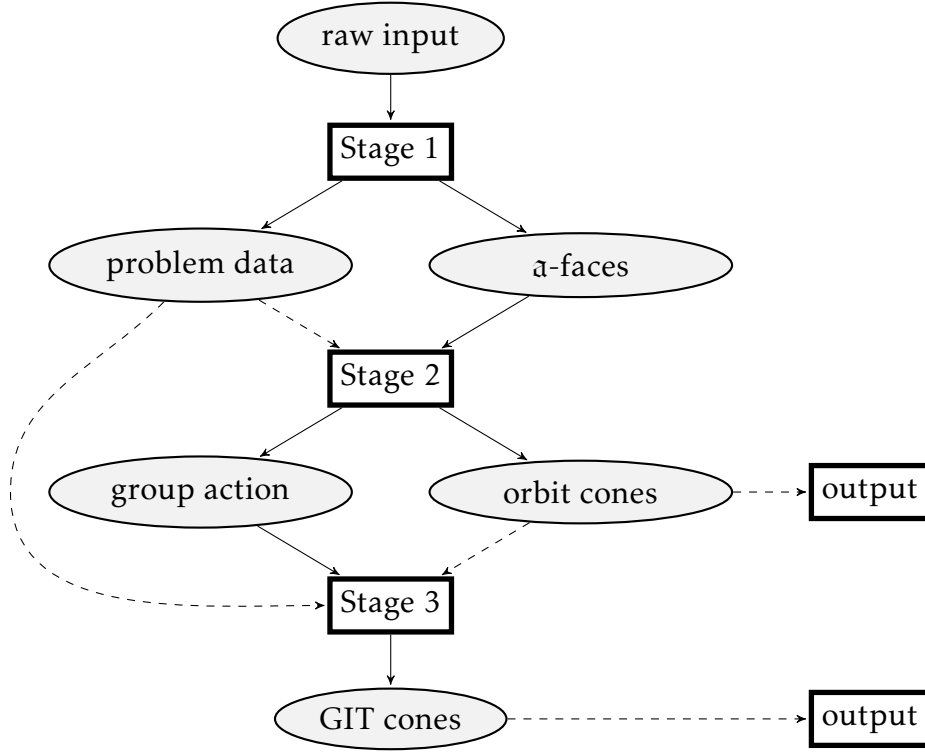 raw input
Stage 1
problem data
𝔞-faces
Stage 2
group action
orbit cones
output
Stage 3
GIT cones
output